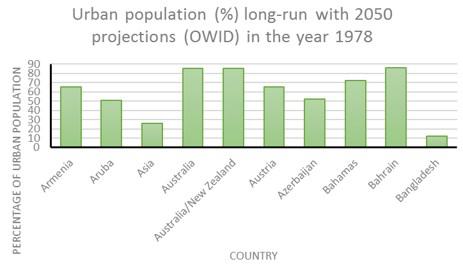 Urban population (%) long-run with 2050
projections (OWID) in the year 1978
PERCENTAGE OF URBAN POPULATION
90
80
70
60
50
40
30
20
10
0
Armenia
Aruba
Asia
Australia
Australia/New Zealand
Austria
Azerbaijan
Bahamas
Bahrain
Bangladesh
COUNTRY